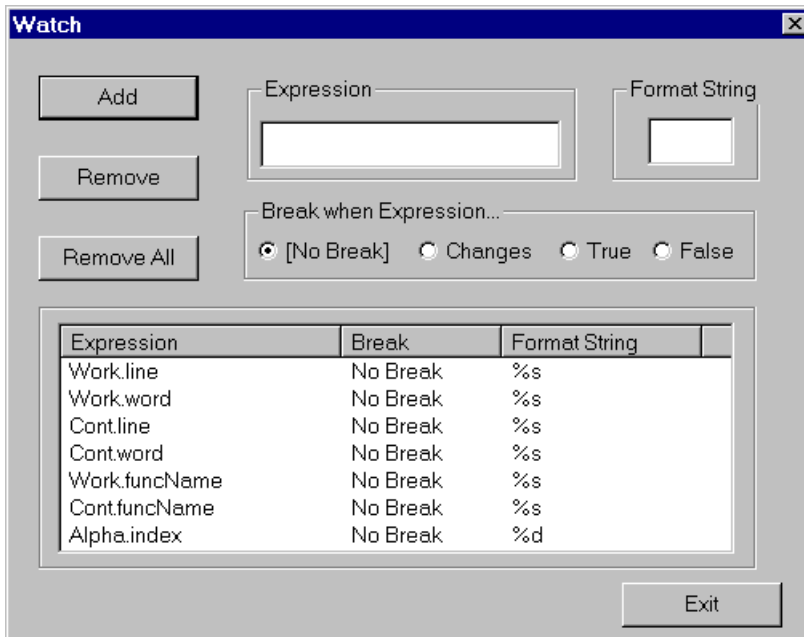 Watch
Add
Expression
Format String
Remove
Break when Expression...
Remove All
[No Break] Changes True False
Expression Break Format String
Work.line No Break %s
Work.word No Break %s
Cont.line No Break %s
Cont.word No Break %s
Work.funcName No Break %s
Cont.funcName No Break %s
Alpha.index No Break %d
Exit